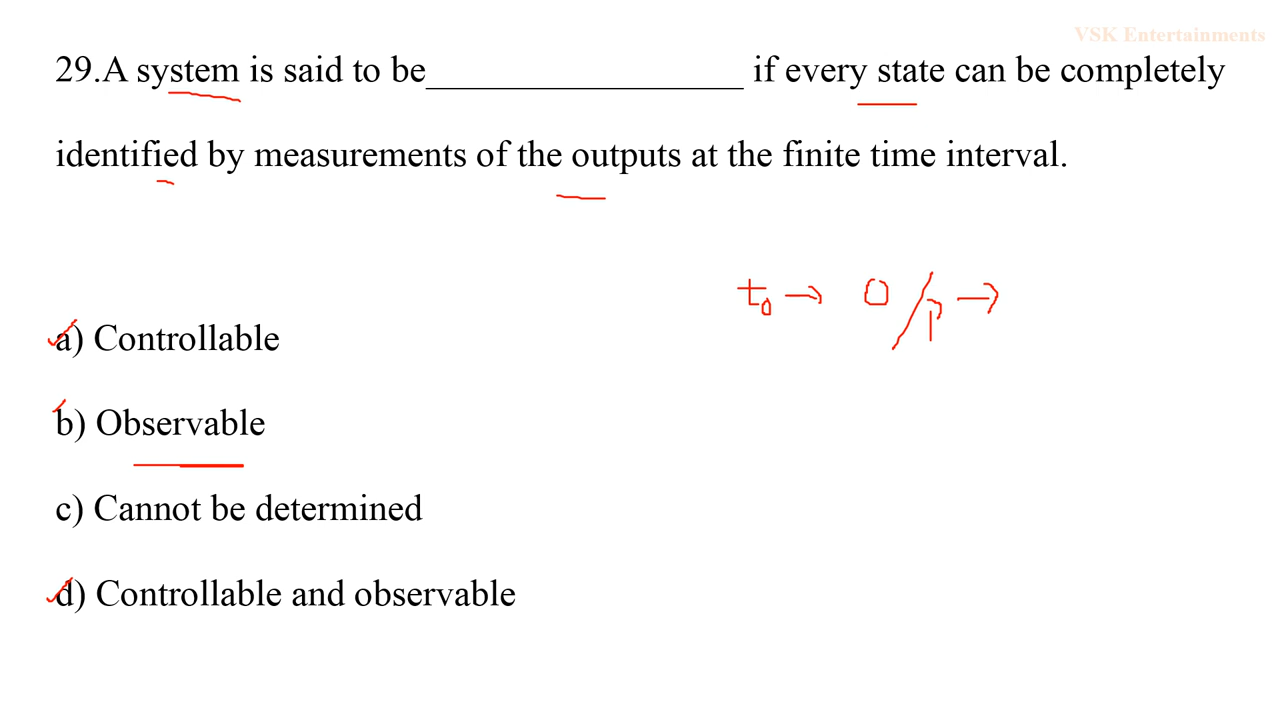 VSK Entertainments
29.A system is said to be_________________ if every state can be completely
identified by measurements of the outputs at the finite time interval.
t₀ → O/P →
a) Controllable
b) Observable
c) Cannot be determined
d) Controllable and observable